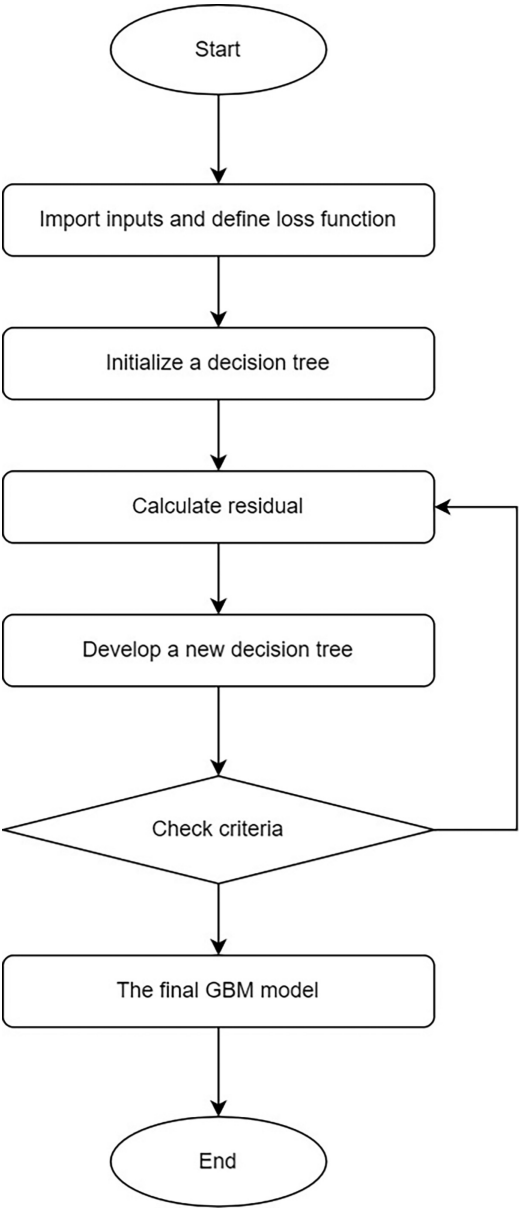 Start
Import inputs and define loss function
Initialize a decision tree
Calculate residual
Develop a new decision tree
Check criteria
The final GBM model
End